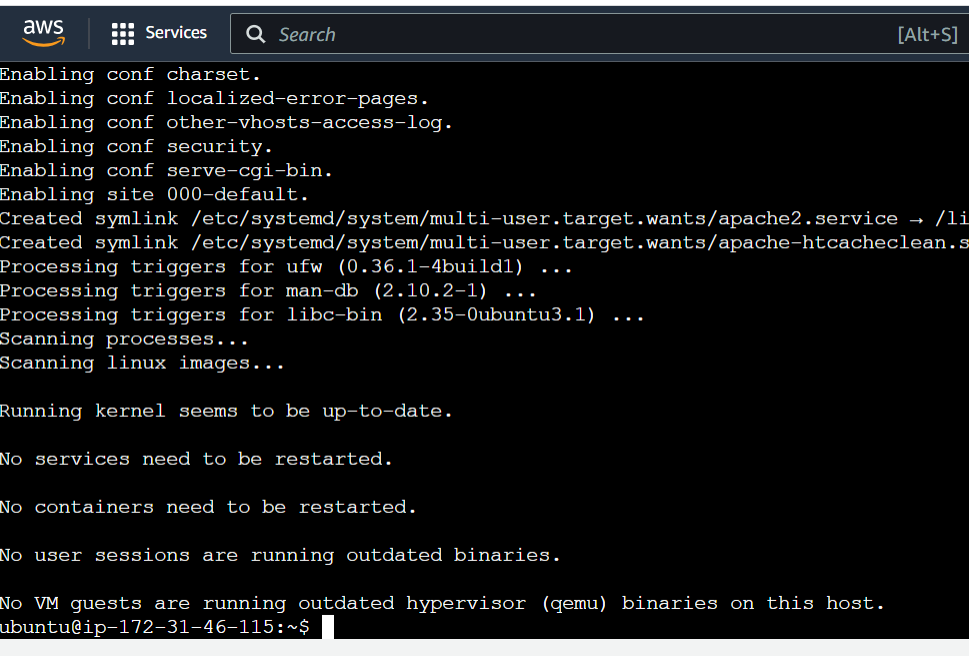 aws
Services
Search
[Alt+S]
Enabling conf charset.
Enabling conf localized-error-pages.
Enabling conf other-vhosts-access-log.
Enabling conf security.
Enabling conf serve-cgi-bin.
Enabling site 000-default.
Created symlink /etc/systemd/system/multi-user.target.wants/apache2.service → /li
Created symlink /etc/systemd/system/multi-user.target.wants/apache-htcacheclean.s
Processing triggers for ufw (0.36.1-4build1) ...
Processing triggers for man-db (2.10.2-1) ...
Processing triggers for libc-bin (2.35-0ubuntu3.1) ...
Scanning processes...
Scanning linux images...
Running kernel seems to be up-to-date.
No services need to be restarted.
No containers need to be restarted.
No user sessions are running outdated binaries.
No VM guests are running outdated hypervisor (qemu) binaries on this host.
ubuntu@ip-172-31-46-115:~$